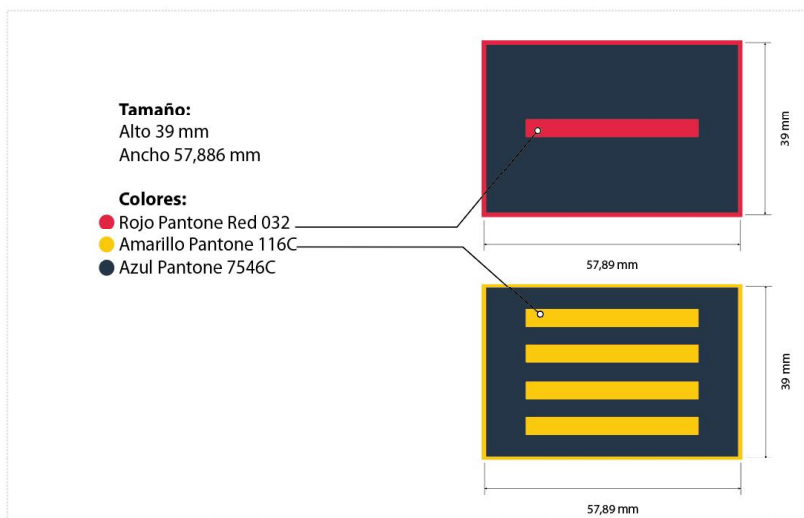 Tamaño:
Alto 39 mm
Ancho 57,886 mm
Colores:
Rojo Pantone Red 032
Amarillo Pantone 116C
Azul Pantone 7546C
39 mm
57,89 mm
39 mm
57,89 mm